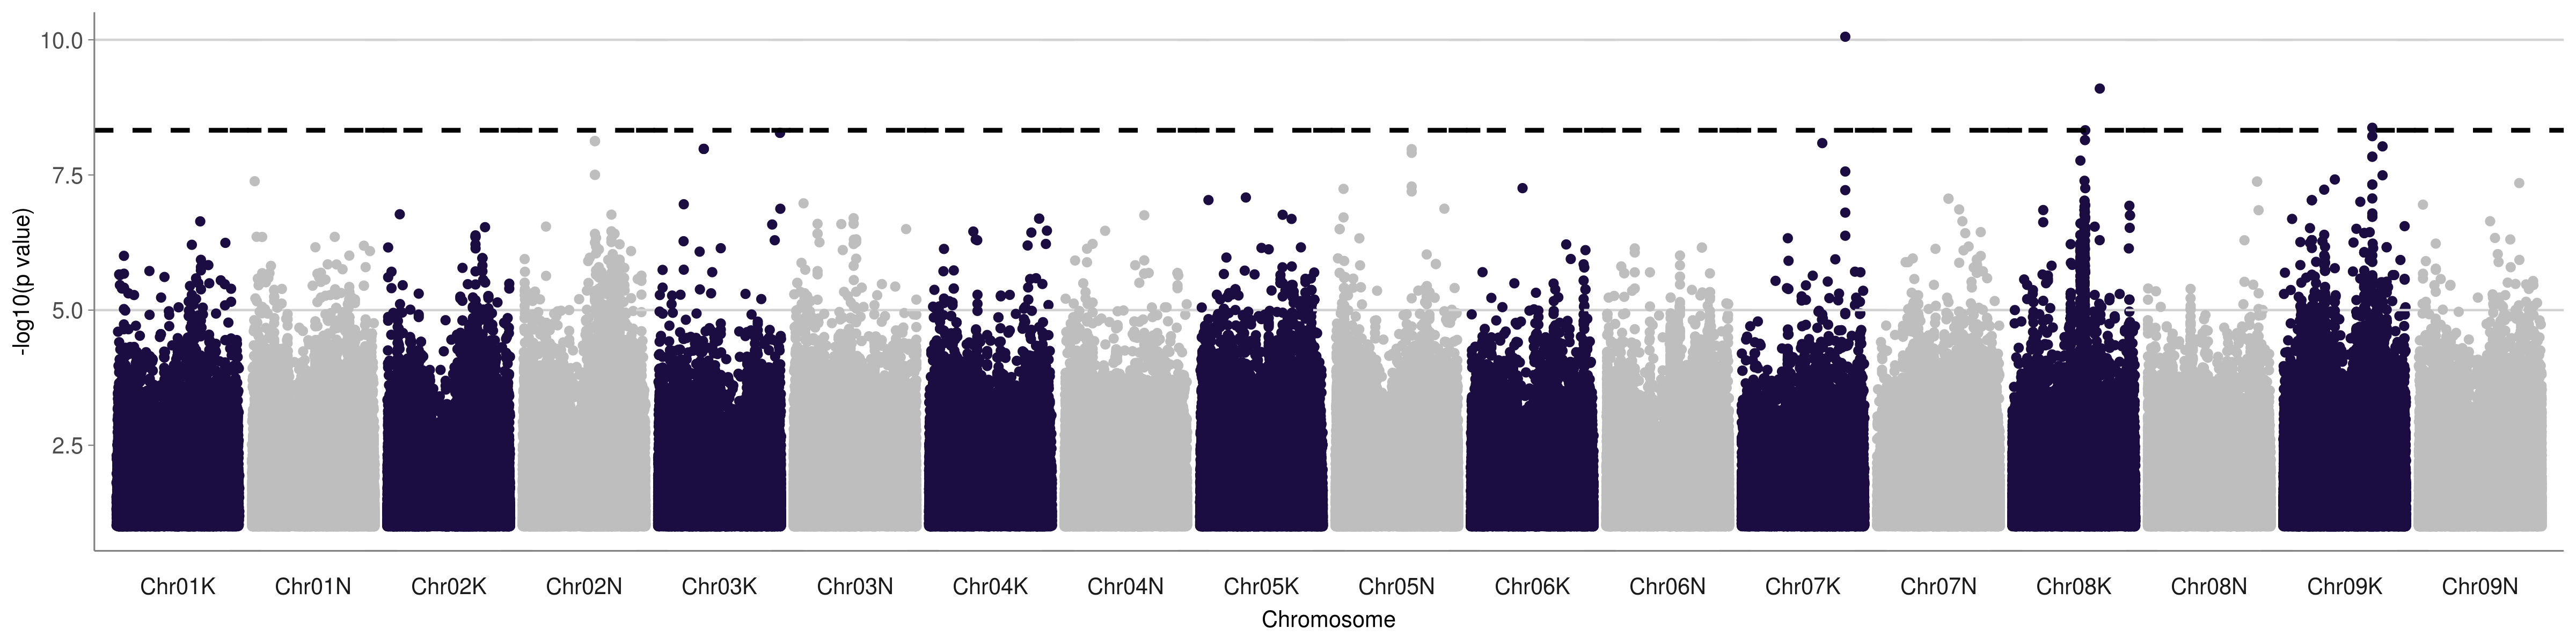 10.0
7.5
5.0
2.5
-log10(p value)
Chr01K Chr01N Chr02K Chr02N Chr03K Chr03N Chr04K Chr04N Chr05K Chr05N Chr06K Chr06N Chr07K Chr07N Chr08K Chr08N Chr09K Chr09N
Chromosome